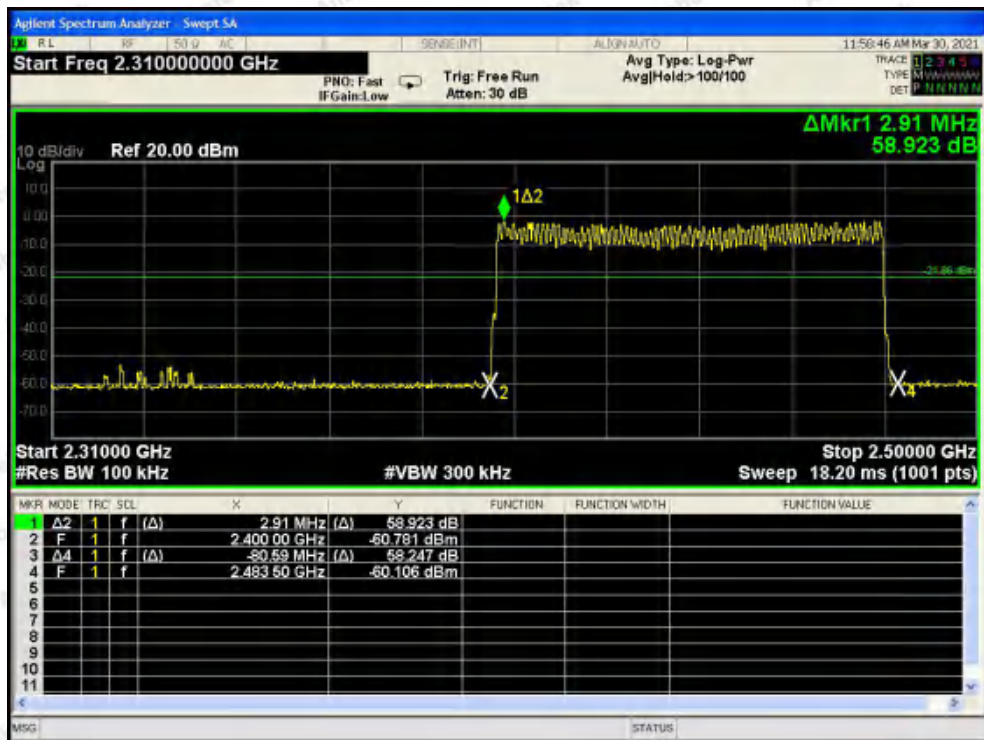 Agilent Spectrum Analyzer - Swept SA
RL RF 50 Ω AC SENSE:INT ALIGNAUTO 11:56:46 AM Mar 30, 2021
Start Freq 2.310000000 GHz
PNO: Fast
IFGain:Low
Trig: Free Run
Atten: 30 dB
Avg Type: Log-Pwr
Avg|Hold:>100/100
TRACE 1 2 3 4 5 6
TYPE M
DET P N N N N N
ΔMkr1 2.91 MHz
58.923 dB
10 dB/div Ref 20.00 dBm
Log
10.0
0.00
-10.0
-20.0
-30.0
-40.0
-50.0
-60.0
-70.0
1Δ2
-21.86 dBm
2
4
Start 2.31000 GHz Stop 2.50000 GHz
#Res BW 100 kHz #VBW 300 kHz Sweep 18.20 ms (1001 pts)
MKR MODE TRC SCL X Y FUNCTION FUNCTION WIDTH FUNCTION VALUE
1 Δ2 1 f (Δ) 2.91 MHz (Δ) 58.923 dB
2 F 1 f 2.400 00 GHz -60.781 dBm
3 Δ4 1 f (Δ) -80.59 MHz (Δ) 58.247 dB
4 F 1 f 2.483 50 GHz -60.106 dBm
5
6
7
8
9
10
11
MSG STATUS